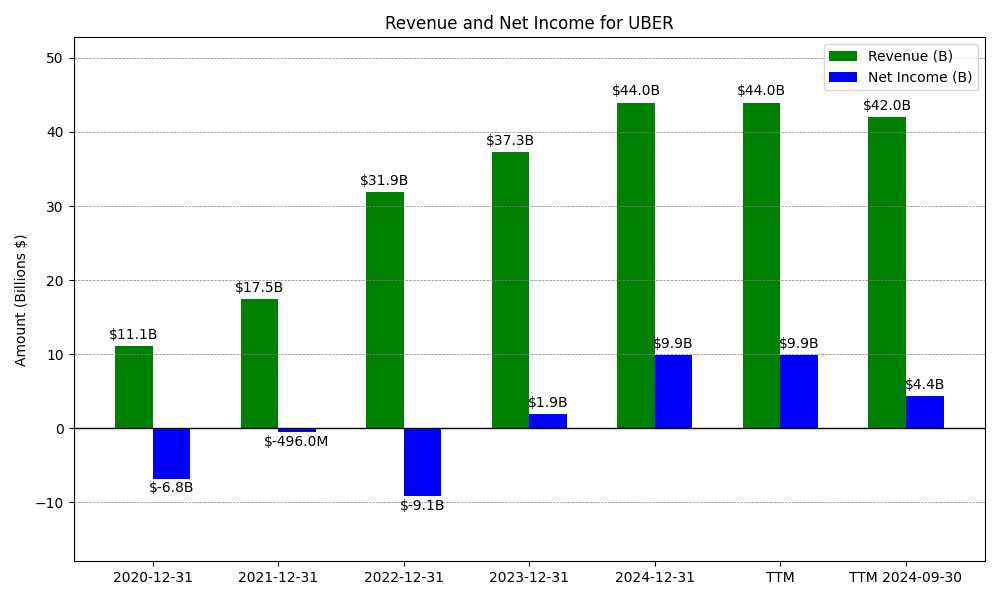 Revenue and Net Income for UBER
Revenue (B)
Net Income (B)
Amount (Billions $)
50
40
30
20
10
0
−10
$11.1B
$-6.8B
$17.5B
$-496.0M
$31.9B
$-9.1B
$37.3B
$1.9B
$44.0B
$9.9B
$44.0B
$9.9B
$42.0B
$4.4B
2020-12-31
2021-12-31
2022-12-31
2023-12-31
2024-12-31
TTM
TTM 2024-09-30